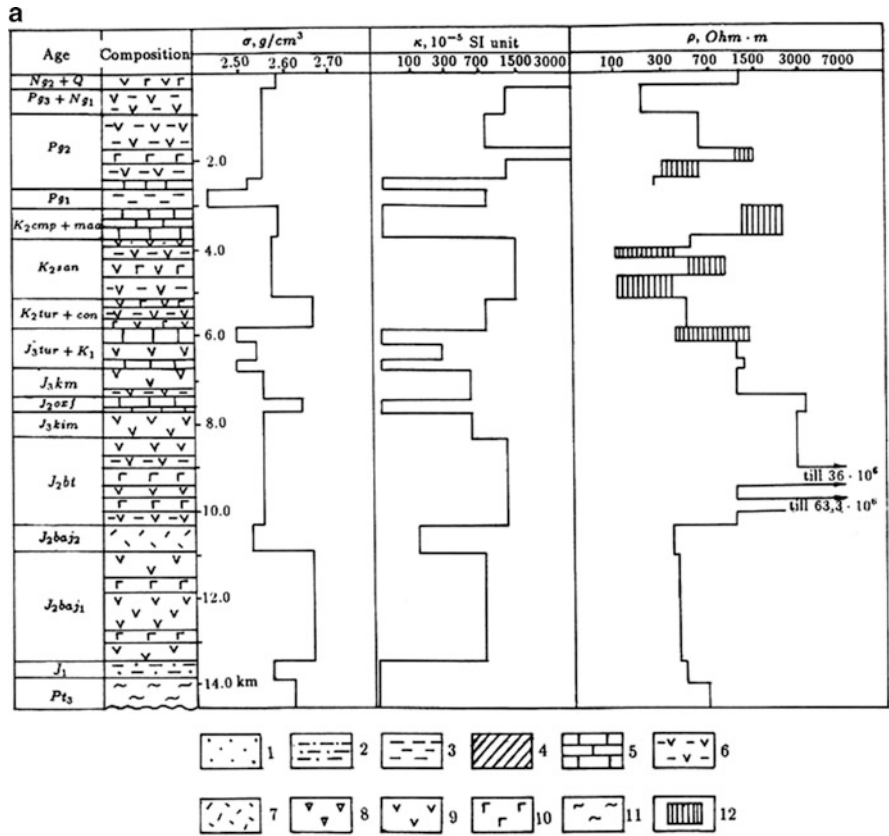 a
Age Composition σ, g/cm³ κ, 10⁻⁵ SI unit ρ, Ohm · m
2.50 2.60 2.70 100 300 700 1500 3000 100 300 700 1500 3000 7000
Ng₂ + Q
Pg₃ + Ng₁
Pg₂
2.0
Pg₁
K₂cmp + maa
4.0
K₂san
K₂tur + con
6.0
J₃tur + K₁
J₃km
J₂oxf
8.0
J₃kim
till 36 · 10⁶
J₂bt
till 63,3 · 10⁶
10.0
J₂baj₂
J₂baj₁
12.0
J₁
14.0 km
Pt₃
1 2 3 4 5 6
7 8 9 10 11 12